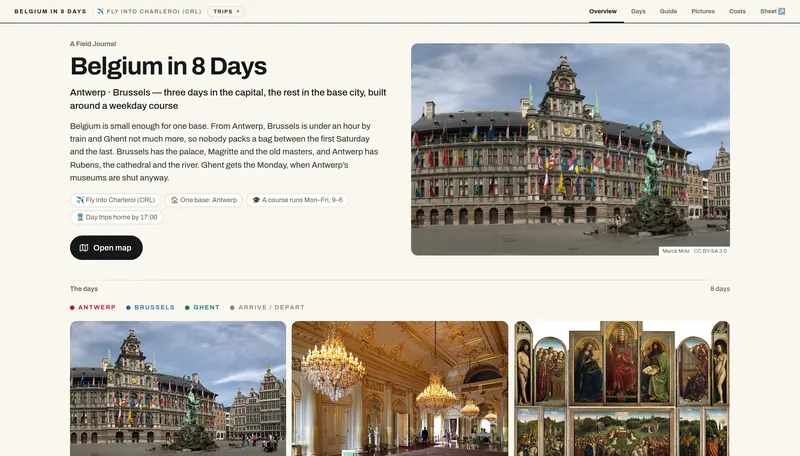 BELGIUM IN 8 DAYS · ✈️ FLY INTO CHARLEROI (CRL) TRIPS ▾
Overview Days Guide Pictures Costs Sheet ↗️
A Field Journal
Belgium in 8 Days
Antwerp · Brussels — three days in the capital, the rest in the base city, built
around a weekday course
Belgium is small enough for one base. From Antwerp, Brussels is under an hour by
train and Ghent not much more, so nobody packs a bag between the first Saturday
and the last. Brussels has the palace, Magritte and the old masters, and Antwerp has
Rubens, the cathedral and the river. Ghent gets the Monday, when Antwerp's
museums are shut anyway.
✈️ Fly into Charleroi (CRL) 🏠 One base: Antwerp 🎓 A course runs Mon–Fri, 9–6
🚆 Day trips home by 17:00
Open map
Maroš Mráz · CC BY-SA 3.0
The days 8 days
ANTWERP BRUSSELS GHENT ARRIVE / DEPART